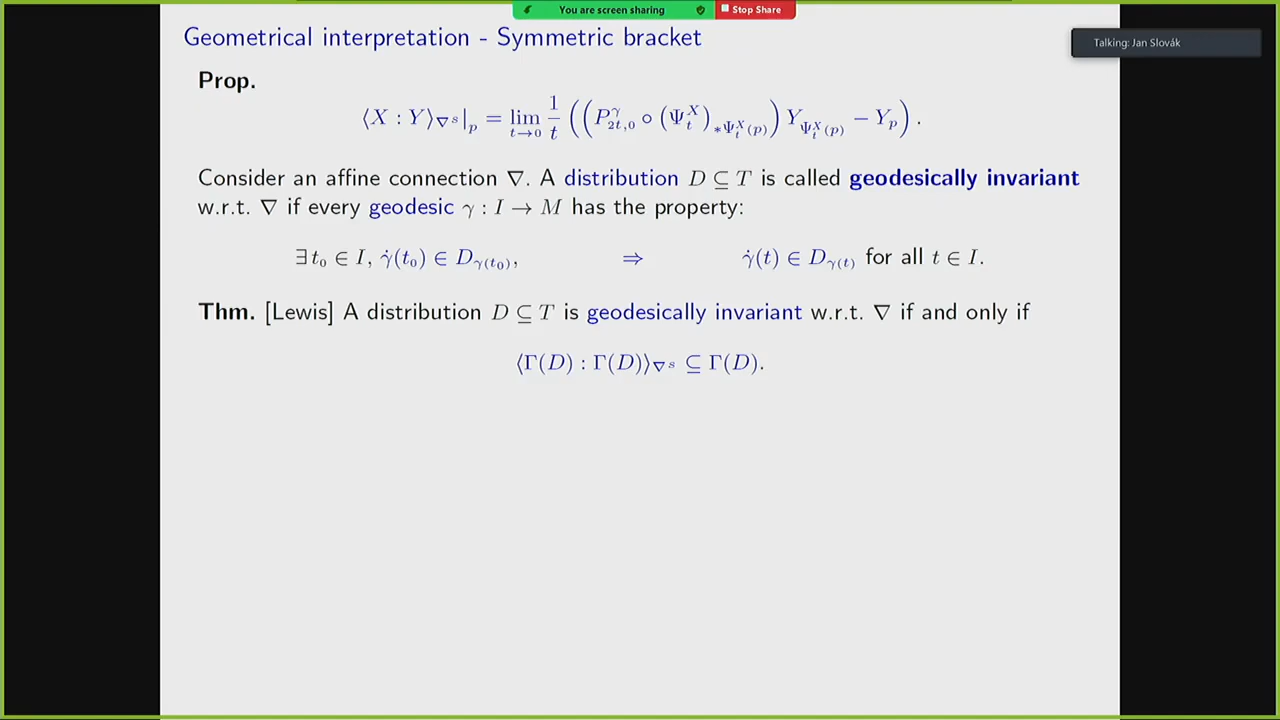 You are screen sharing
Stop Share
Talking: Jan Slovák
Geometrical interpretation - Symmetric bracket
Prop.
⟨X : Y⟩_{∇^s}|_p = lim_{t→0} 1/t ((P^γ_{2t,0} ∘ (Ψ^X_t)_{*Ψ^X_t(p)}) Y_{Ψ^X_t(p)} − Y_p).
Consider an affine connection ∇. A distribution D ⊆ T is called geodesically invariant
w.r.t. ∇ if every geodesic γ : I → M has the property:
∃ t₀ ∈ I, γ̇(t₀) ∈ D_{γ(t₀)}, ⇒ γ̇(t) ∈ D_{γ(t)} for all t ∈ I.
Thm. [Lewis] A distribution D ⊆ T is geodesically invariant w.r.t. ∇ if and only if
⟨Γ(D) : Γ(D)⟩_{∇^s} ⊆ Γ(D).